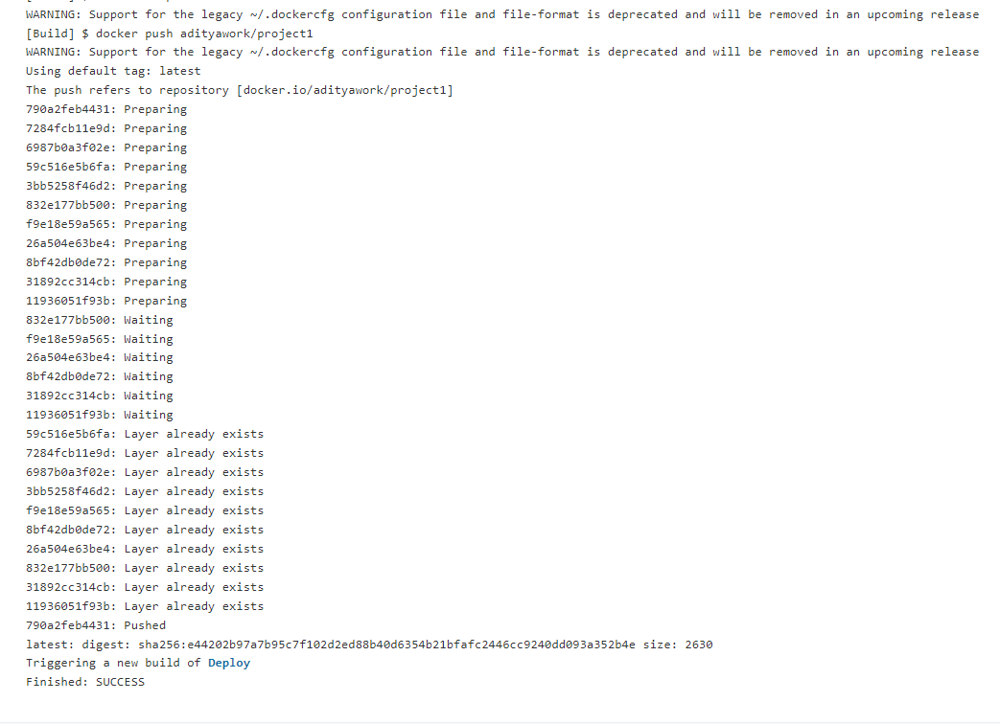 WARNING: Support for the legacy ~/.dockercfg configuration file and file-format is deprecated and will be removed in an upcoming release
[Build] $ docker push adityawork/project1
WARNING: Support for the legacy ~/.dockercfg configuration file and file-format is deprecated and will be removed in an upcoming release
Using default tag: latest
The push refers to repository [docker.io/adityawork/project1]
790a2feb4431: Preparing
7284fcb11e9d: Preparing
6987b0a3f02e: Preparing
59c516e5b6fa: Preparing
3bb5258f46d2: Preparing
832e177bb500: Preparing
f9e18e59a565: Preparing
26a504e63be4: Preparing
8bf42db0de72: Preparing
31892cc314cb: Preparing
11936051f93b: Preparing
832e177bb500: Waiting
f9e18e59a565: Waiting
26a504e63be4: Waiting
8bf42db0de72: Waiting
31892cc314cb: Waiting
11936051f93b: Waiting
59c516e5b6fa: Layer already exists
7284fcb11e9d: Layer already exists
6987b0a3f02e: Layer already exists
3bb5258f46d2: Layer already exists
f9e18e59a565: Layer already exists
8bf42db0de72: Layer already exists
26a504e63be4: Layer already exists
832e177bb500: Layer already exists
31892cc314cb: Layer already exists
11936051f93b: Layer already exists
790a2feb4431: Pushed
latest: digest: sha256:e44202b97a7b95c7f102d2ed88b40d6354b21bfafc2446cc9240dd093a352b4e size: 2630
Triggering a new build of Deploy
Finished: SUCCESS